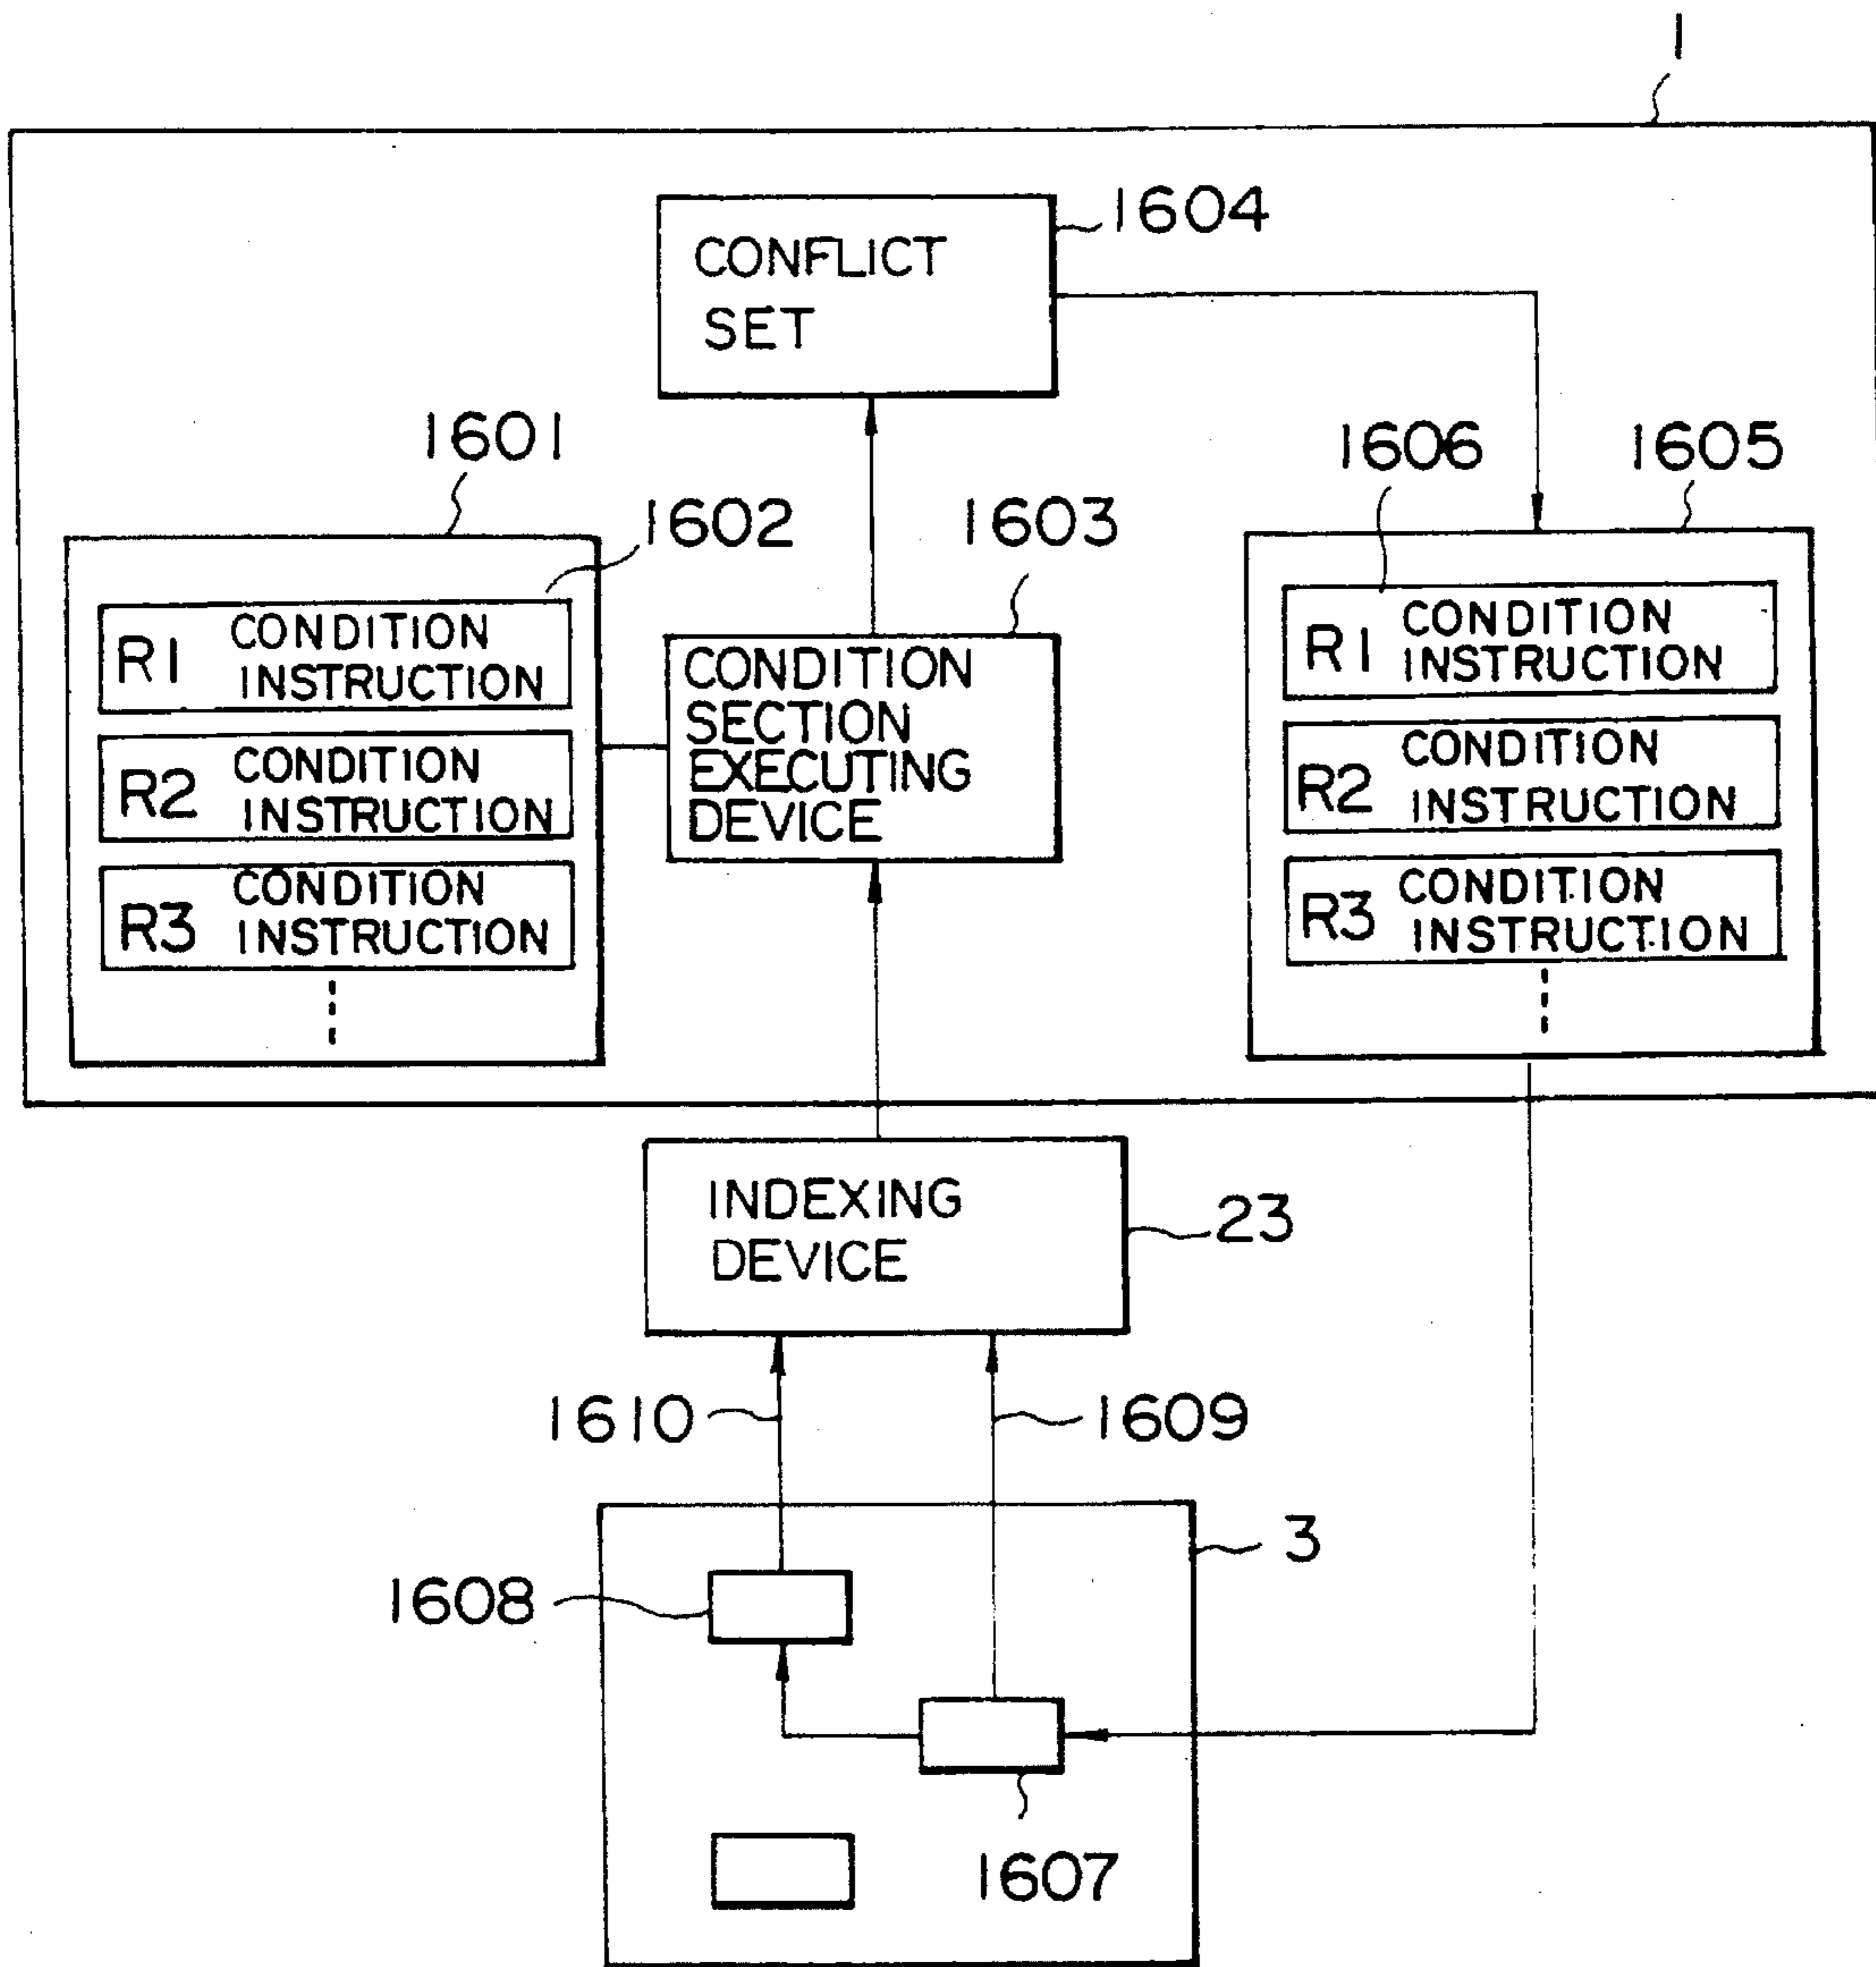 1
1604
CONFLICT
SET
1601
1606
1605
1602
1603
R1 CONDITION
INSTRUCTION
R2 CONDITION
INSTRUCTION
R3 CONDITION
INSTRUCTION
CONDITION
SECTION
EXECUTING
DEVICE
R1 CONDITION
INSTRUCTION
R2 CONDITION
INSTRUCTION
R3 CONDITION
INSTRUCTION
INDEXING
DEVICE
23
1610
1609
3
1608
1607